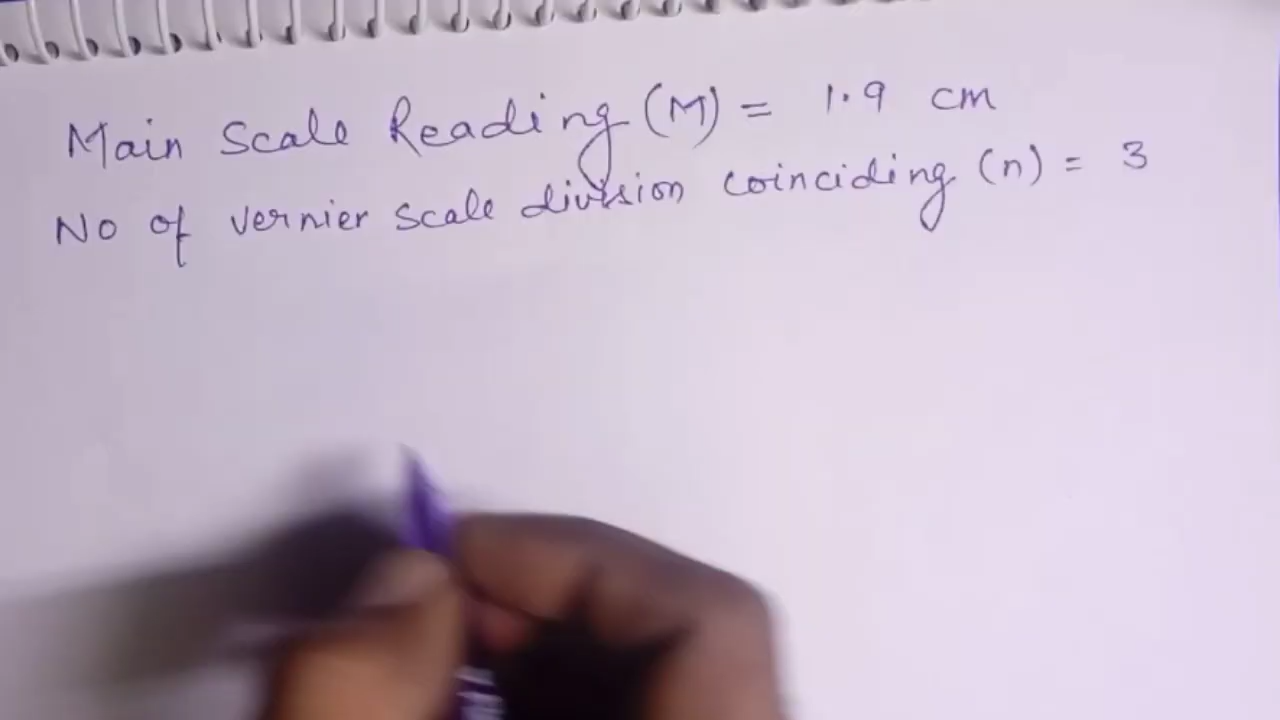 Main Scale Reading (M) = 1.9 cm
No of vernier scale division coinciding (n) = 3